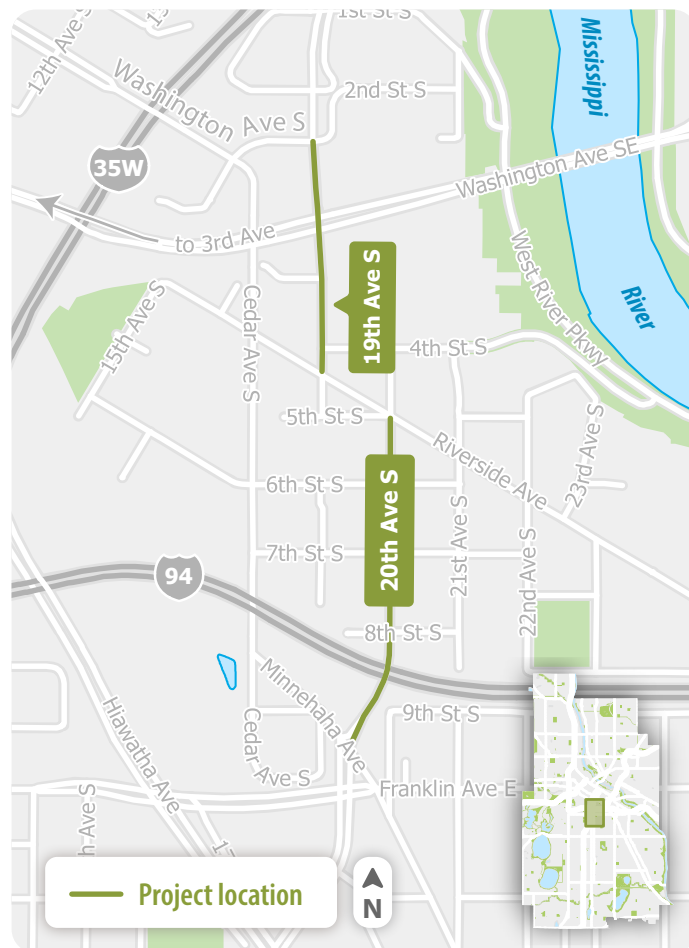 1st St S
12th Ave S
Mississippi
Washington Ave S
2nd St S
35W
Washington Ave SE
to 3rd Ave
West River Pkwy
River
19th Ave S
15th Ave S
Cedar Ave S
4th St S
5th St S
Riverside Ave
23rd Ave S
6th St S
20th Ave S
21st Ave S
22nd Ave S
7th St S
94
8th St S
Minnehaha Ave
Hiawatha Ave
9th St S
Cedar Ave S
Franklin Ave E
Ave S
Project location
N